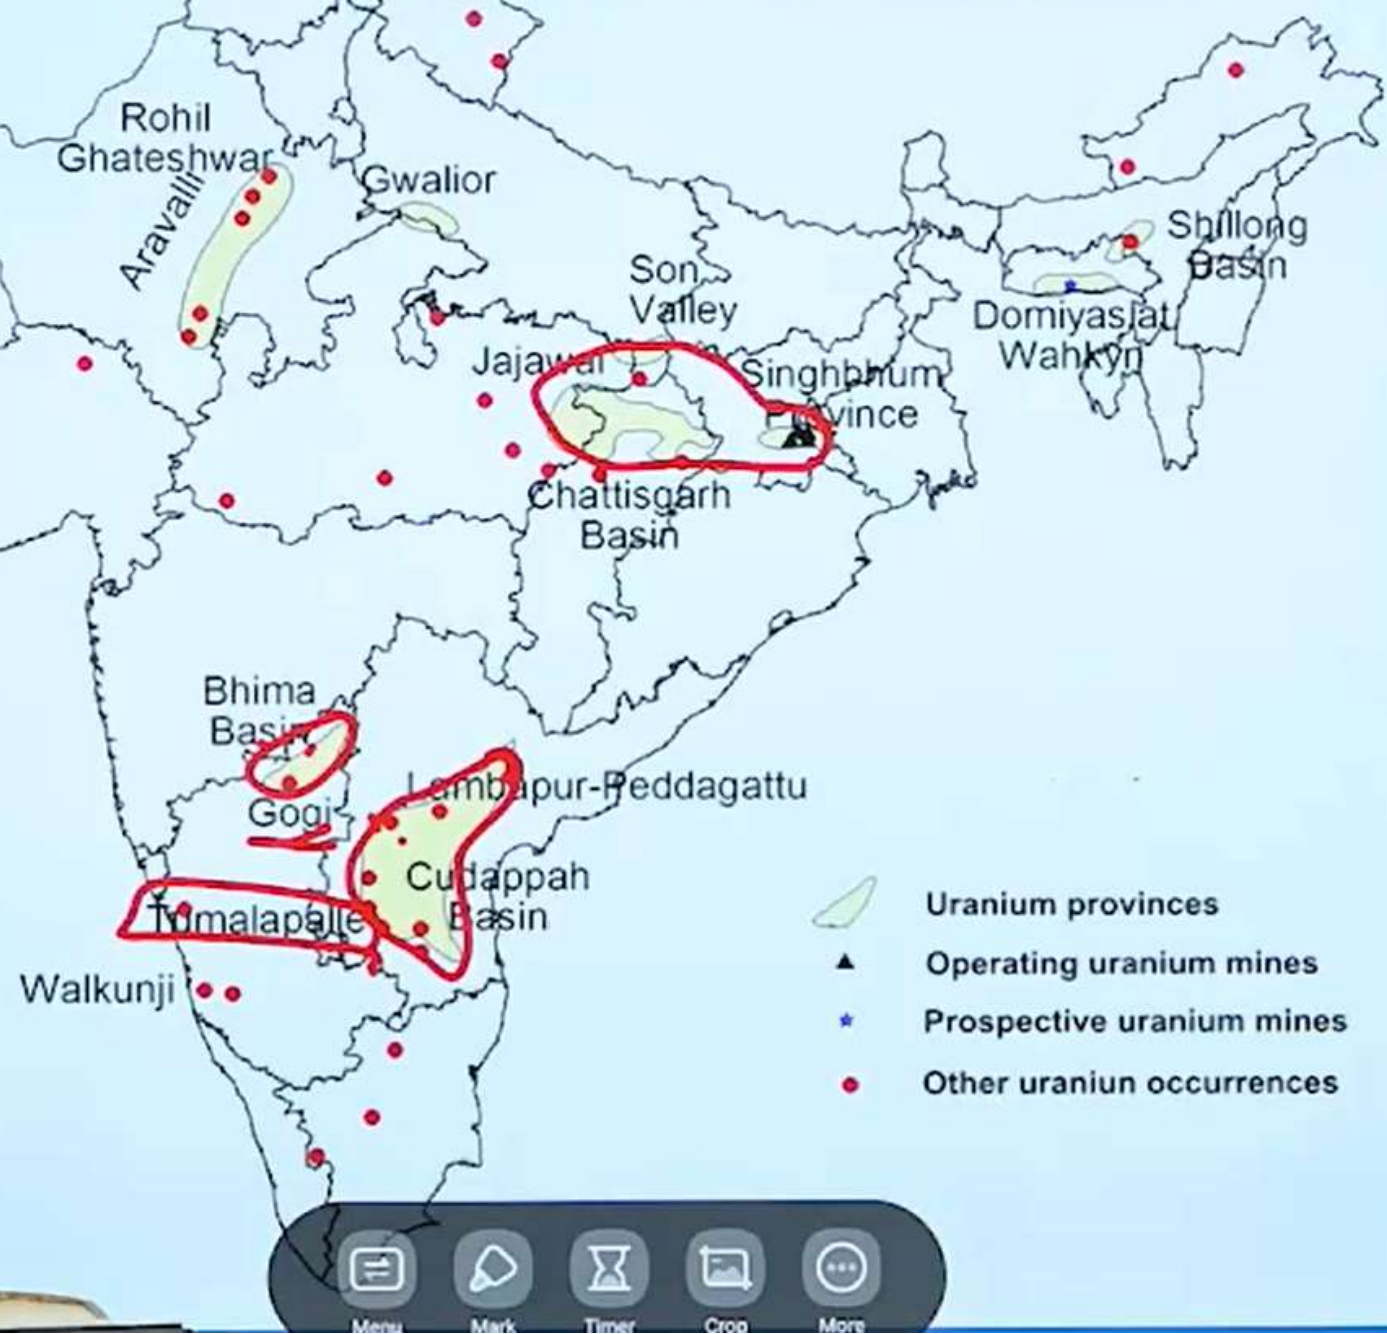 Rohil
Ghateshwar
Aravalli
Gwalior
Son
Valley
Jajawal
Singhbhum
Province
Chattisgarh
Basin
Shillong
Basin
Domiyasiat
Wahkyn
Bhima
Basin
Gogi
Lambapur-Peddagattu
Cudappah
Basin
Tumalapalle
Walkunji
Uranium provinces
Operating uranium mines
Prospective uranium mines
Other uraniun occurrences
Menu
Mark
Timer
Crop
More